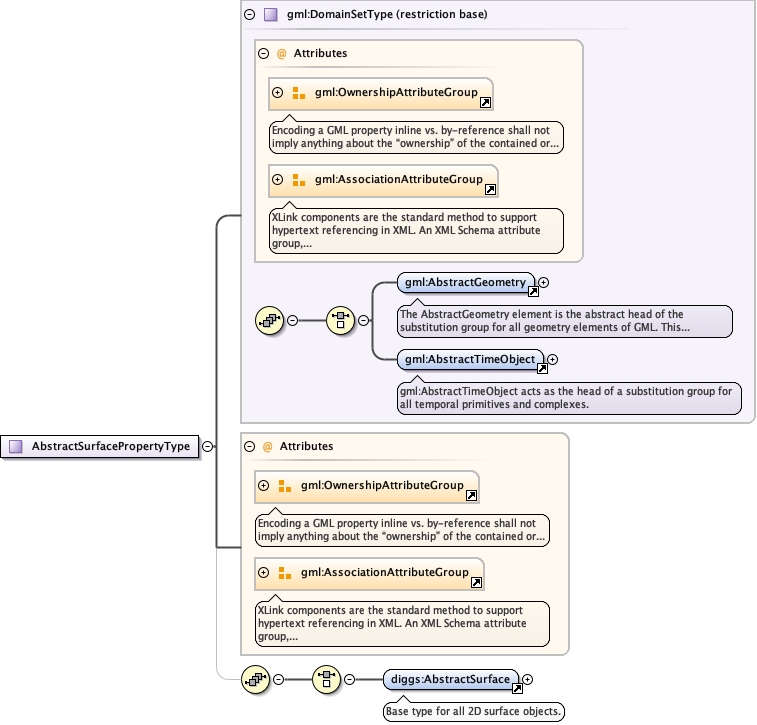 gml:DomainSetType (restriction base)
@ Attributes
gml:OwnershipAttributeGroup
Encoding a GML property inline vs. by-reference shall not
imply anything about the “ownership” of the contained or...
gml:AssociationAttributeGroup
XLink components are the standard method to support
hypertext referencing in XML. An XML Schema attribute
group,...
gml:AbstractGeometry
The AbstractGeometry element is the abstract head of the
substitution group for all geometry elements of GML. This...
gml:AbstractTimeObject
gml:AbstractTimeObject acts as the head of a substitution group for
all temporal primitives and complexes.
AbstractSurfacePropertyType
@ Attributes
gml:OwnershipAttributeGroup
Encoding a GML property inline vs. by-reference shall not
imply anything about the “ownership” of the contained or...
gml:AssociationAttributeGroup
XLink components are the standard method to support
hypertext referencing in XML. An XML Schema attribute
group,...
diggs:AbstractSurface
Base type for all 2D surface objects.